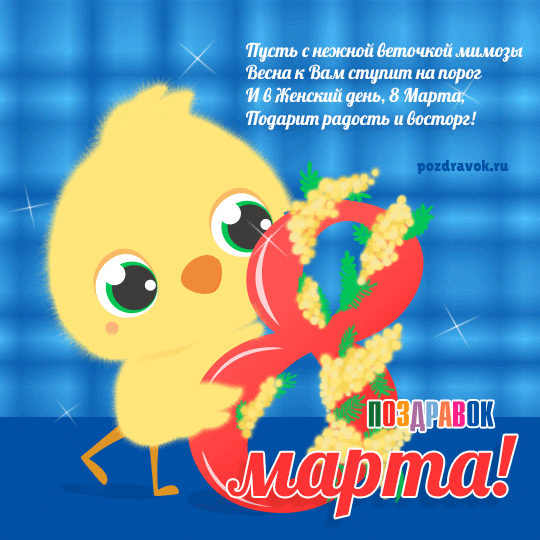 Пусть с нежной веточкой мимозы
Весна к Вам ступит на порог
И в Женский день, 8 Марта,
Подарит радость и восторг!
pozdravok.ru
8
ПОЗДРАВОК
марта!